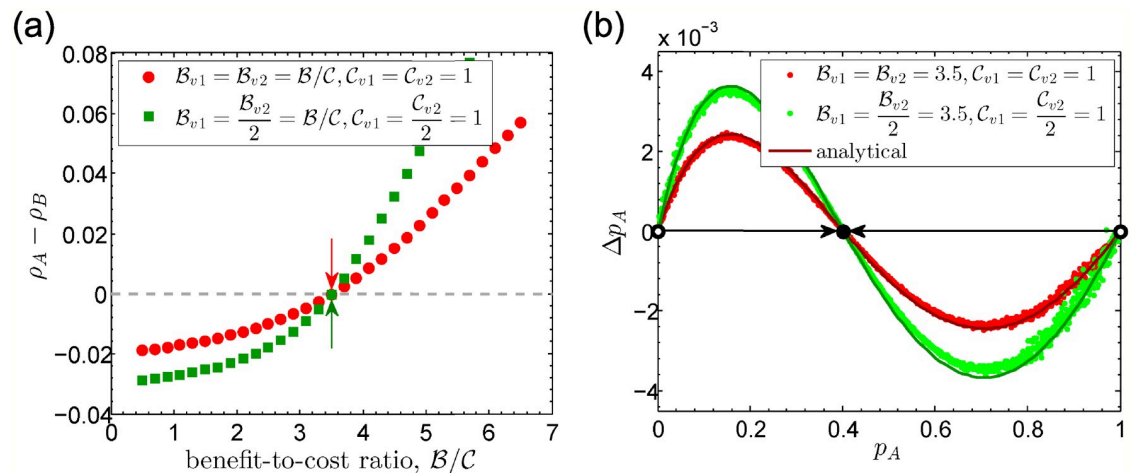 (a)
0.08
0.06
0.04
0.02
0
−0.02
−0.04
ρ_A − ρ_B
B_v1 = B_v2 = B/C, C_v1 = C_v2 = 1
B_v1 = B_v2/2 = B/C, C_v1 = C_v2/2 = 1
0 1 2 3 4 5 6 7
benefit-to-cost ratio, B/C
(b)
× 10^−3
4
2
0
−2
−4
Δp_A
B_v1 = B_v2 = 3.5, C_v1 = C_v2 = 1
B_v1 = B_v2/2 = 3.5, C_v1 = C_v2/2 = 1
analytical
0 0.2 0.4 0.6 0.8 1
p_A